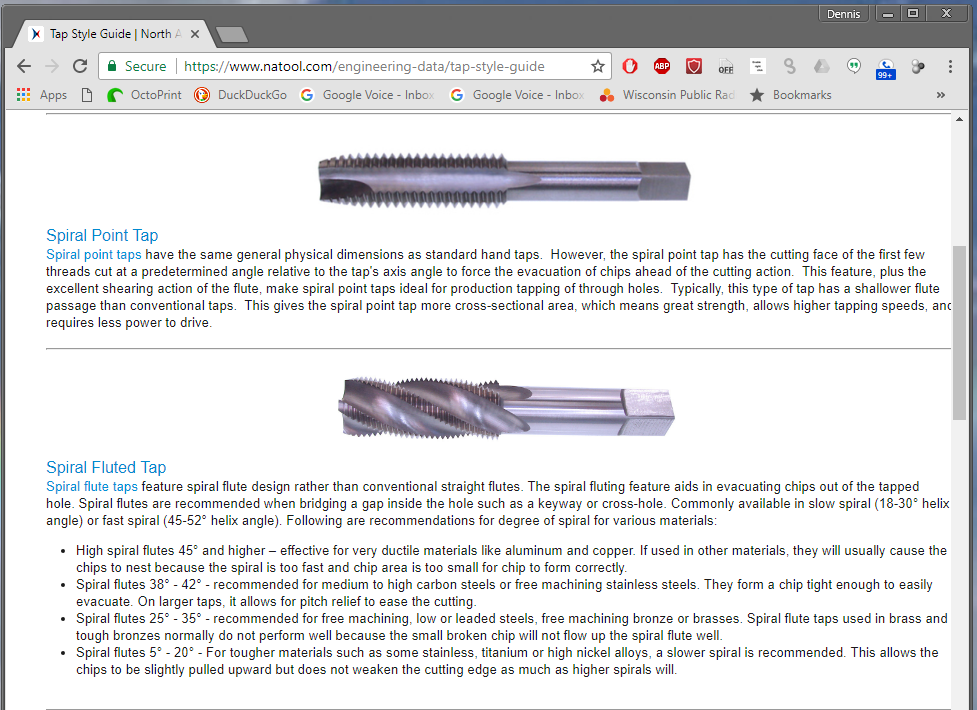 Dennis
Tap Style Guide | North A
Secure
https://www.natool.com/engineering-data/tap-style-guide
ABP
OFF
99+
Apps
OctoPrint
DuckDuckGo
Google Voice - Inbox
Google Voice - Inbox
Wisconsin Public Rad
Bookmarks
»
Spiral Point Tap
Spiral point taps have the same general physical dimensions as standard hand taps.  However, the spiral point tap has the cutting face of the first few
threads cut at a predetermined angle relative to the tap's axis angle to force the evacuation of chips ahead of the cutting action.  This feature, plus the
excellent shearing action of the flute, make spiral point taps ideal for production tapping of through holes.  Typically, this type of tap has a shallower flute
passage than conventional taps.  This gives the spiral point tap more cross-sectional area, which means great strength, allows higher tapping speeds, and
requires less power to drive.
Spiral Fluted Tap
Spiral flute taps feature spiral flute design rather than conventional straight flutes. The spiral fluting feature aids in evacuating chips out of the tapped
hole. Spiral flutes are recommended when bridging a gap inside the hole such as a keyway or cross-hole. Commonly available in slow spiral (18-30° helix
angle) or fast spiral (45-52° helix angle). Following are recommendations for degree of spiral for various materials:
• High spiral flutes 45° and higher – effective for very ductile materials like aluminum and copper. If used in other materials, they will usually cause the
chips to nest because the spiral is too fast and chip area is too small for chip to form correctly.
• Spiral flutes 38° - 42° - recommended for medium to high carbon steels or free machining stainless steels. They form a chip tight enough to easily
evacuate. On larger taps, it allows for pitch relief to ease the cutting.
• Spiral flutes 25° - 35° - recommended for free machining, low or leaded steels, free machining bronze or brasses. Spiral flute taps used in brass and
tough bronzes normally do not perform well because the small broken chip will not flow up the spiral flute well.
• Spiral flutes 5° - 20° - For tougher materials such as some stainless, titanium or high nickel alloys, a slower spiral is recommended. This allows the
chips to be slightly pulled upward but does not weaken the cutting edge as much as higher spirals will.